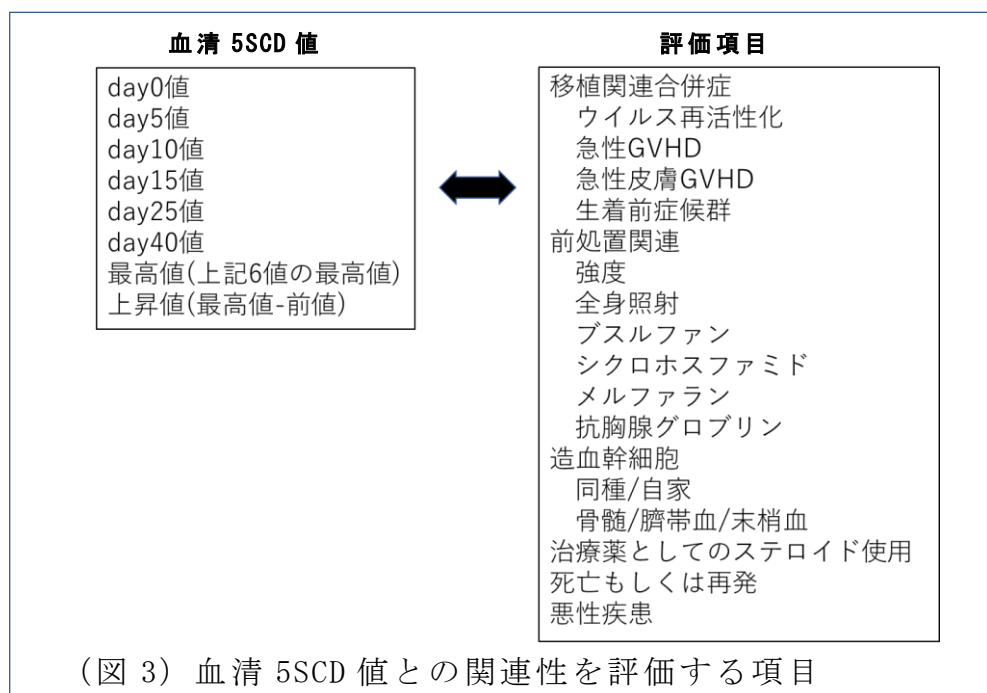 血清 5SCD 値
day0値
day5値
day10値
day15値
day25値
day40値
最高値(上記6値の最高値)
上昇値(最高値-前値)
評価項目
移植関連合併症
ウイルス再活性化
急性GVHD
急性皮膚GVHD
生着前症候群
前処置関連
強度
全身照射
ブスルファン
シクロホスファミド
メルファラン
抗胸腺グロブリン
造血幹細胞
同種/自家
骨髄/臍帯血/末梢血
治療薬としてのステロイド使用
死亡もしくは再発
悪性疾患
(図 3) 血清 5SCD 値との関連性を評価する項目